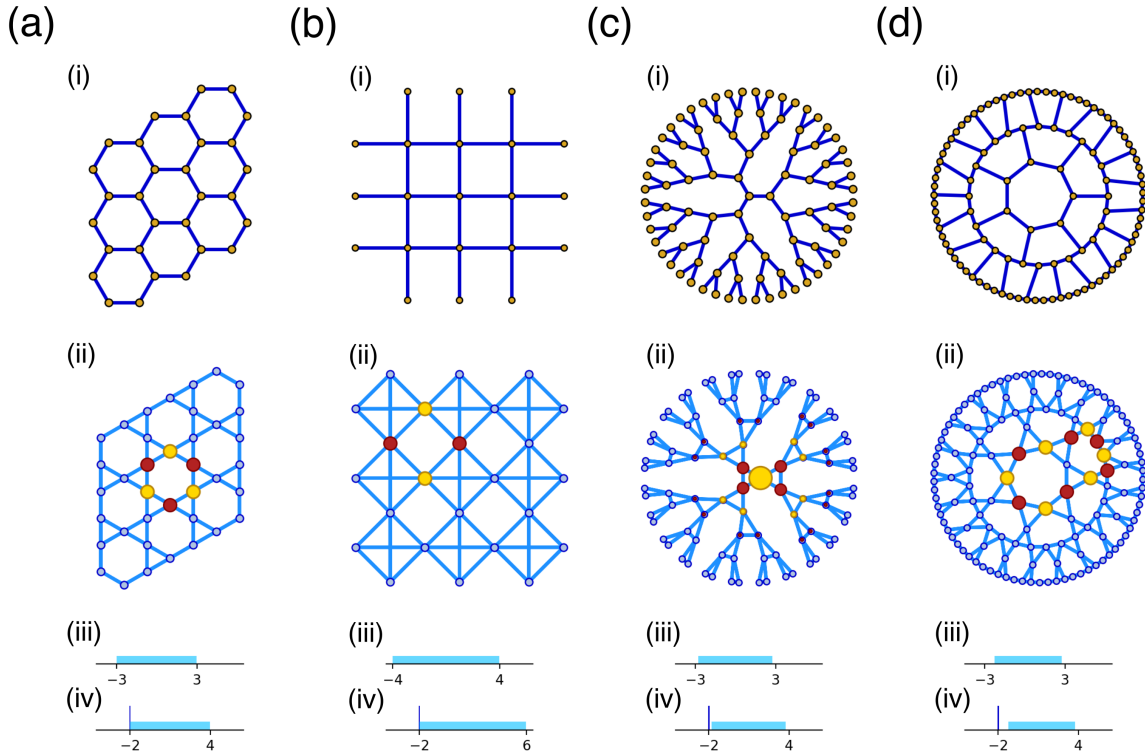 (a) (b) (c) (d)
(i) (i) (i) (i)
(ii) (ii) (ii) (ii)
(iii) (iii) (iii) (iii)
−3 3 −4 4 −3 3 −3 3
(iv) (iv) (iv) (iv)
−2 4 −2 6 −2 4 −2 4